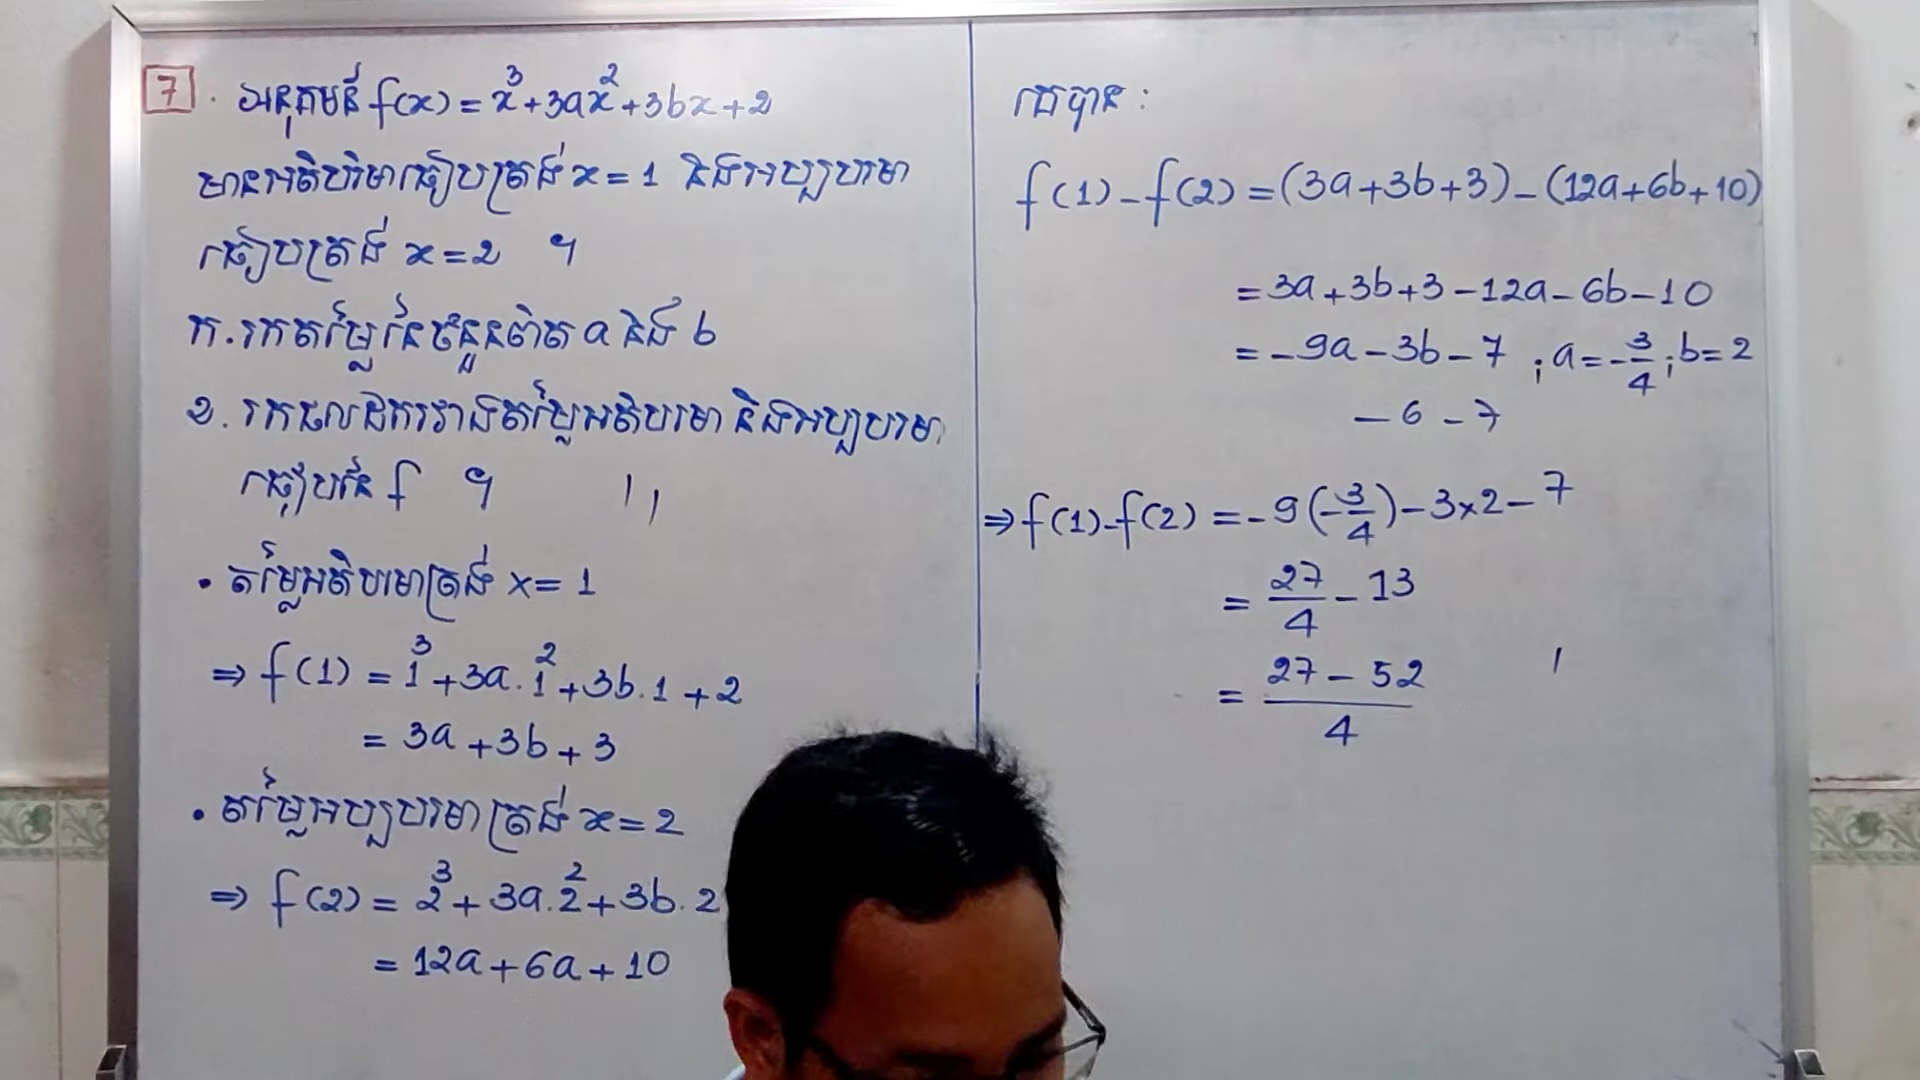 7. អនុគមន៍ f(x) = x³+3ax²+3bx+2
មានអតិបរិមាធៀបត្រង់ x=1 និងអប្បបរមា
ធៀបត្រង់ x=2 ។
ក. រកតម្លៃនៃចំនួនពិត a និង b
ខ. រកផលដករវាងតម្លៃអតិបរមា និងអប្បបរមា
ធៀបនៃ f ។
• តម្លៃអតិបរមាត្រង់ x=1
⇒ f(1) = 1³+3a.1²+3b.1+2
= 3a+3b+3
• តម្លៃអប្បបរមាត្រង់ x=2
⇒ f(2) = 2³+3a.2²+3b.2
= 12a+6a+10
គេបាន :
f(1)-f(2) = (3a+3b+3)-(12a+6b+10)
= 3a+3b+3-12a-6b-10
= -9a-3b-7 ; a=-3/4 ; b=2
-6-7
⇒ f(1)-f(2) = -9(-3/4)-3×2-7
= 27/4 - 13
= (27-52)/4